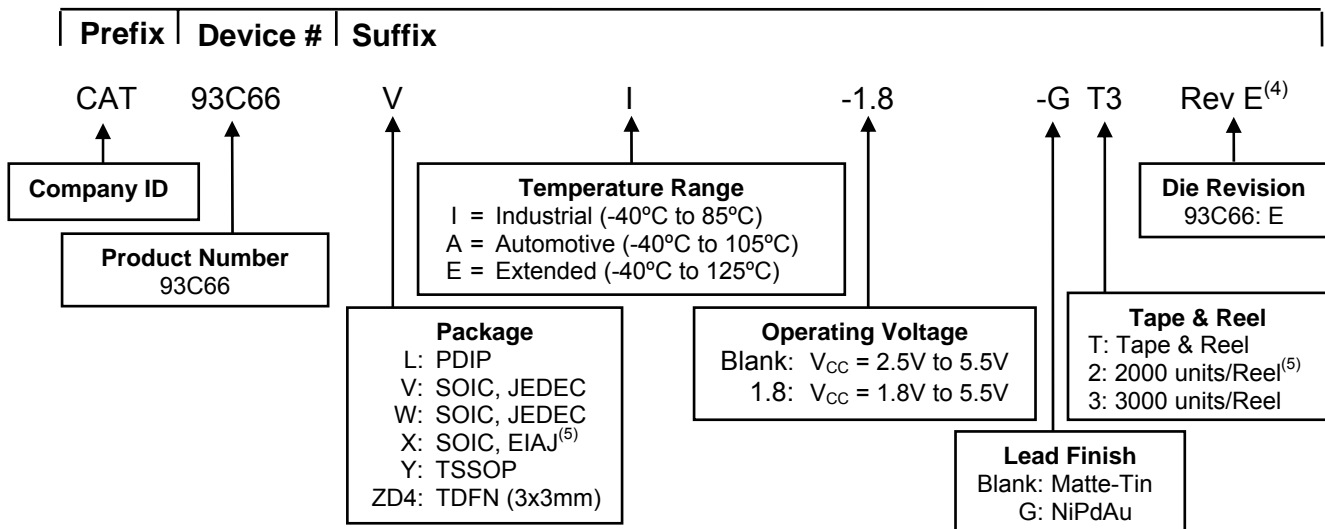 Prefix Device # Suffix
CAT 93C66 V I -1.8 -G T3 Rev E(4)
Company ID
Product Number
93C66
Temperature Range
I = Industrial (-40ºC to 85ºC)
A = Automotive (-40ºC to 105ºC)
E = Extended (-40ºC to 125ºC)
Die Revision
93C66: E
Package
L: PDIP
V: SOIC, JEDEC
W: SOIC, JEDEC
X: SOIC, EIAJ(5)
Y: TSSOP
ZD4: TDFN (3x3mm)
Operating Voltage
Blank: VCC = 2.5V to 5.5V
1.8: VCC = 1.8V to 5.5V
Tape & Reel
T: Tape & Reel
2: 2000 units/Reel(5)
3: 3000 units/Reel
Lead Finish
Blank: Matte-Tin
G: NiPdAu